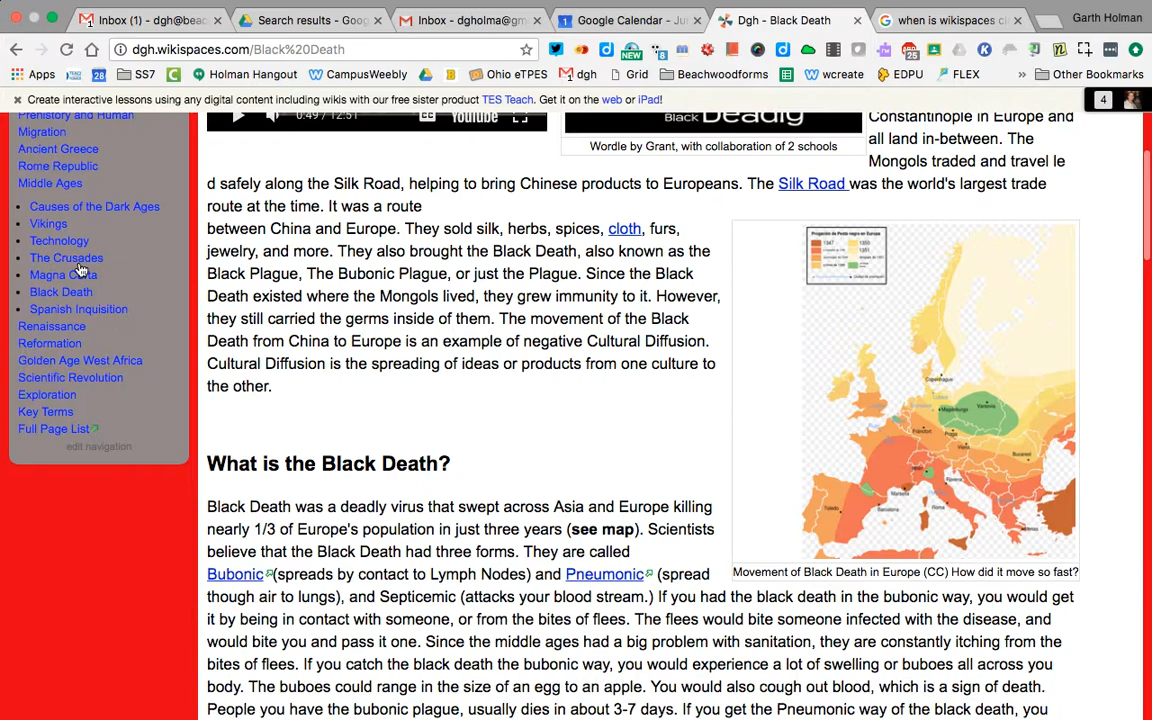 Garth Holman
Inbox (1) - dgh@beac
Search results - Goog
Inbox - dgholma@gm
Google Calendar - Ju
Dgh - Black Death
when is wikispaces cl
dgh.wikispaces.com/Black%20Death
Apps
28
SS7
Holman Hangout
CampusWeekly
Ohio eTPES
dgh
Grid
Beachwoodforms
wcreate
EDPU
FLEX
Other Bookmarks
Create interactive lessons using any digital content including wikis with our free sister product TES Teach. Get it on the web or iPad!
4
Prehistory and Human
Migration
Ancient Greece
Rome Republic
Middle Ages
Causes of the Dark Ages
Vikings
Technology
The Crusades
Magna Carta
Black Death
Spanish Inquisition
Renaissance
Reformation
Golden Age West Africa
Scientific Revolution
Exploration
Key Terms
Full Page List
edit navigation
0:49 / 12:51
CC
YouTube
Black Deadly
Wordle by Grant, with collaboration of 2 schools
Constantinople in Europe and
all land in-between. The
Mongols traded and travel le
d safely along the Silk Road, helping to bring Chinese products to Europeans. The Silk Road was the world's largest trade
route at the time. It was a route
between China and Europe. They sold silk, herbs, spices, cloth, furs,
jewelry, and more. They also brought the Black Death, also known as the
Black Plague, The Bubonic Plague, or just the Plague. Since the Black
Death existed where the Mongols lived, they grew immunity to it. However,
they still carried the germs inside of them. The movement of the Black
Death from China to Europe is an example of negative Cultural Diffusion.
Cultural Diffusion is the spreading of ideas or products from one culture to
the other.
1347
1350
1351
Movement of Black Death in Europe (CC) How did it move so fast?
What is the Black Death?
Black Death was a deadly virus that swept across Asia and Europe killing
nearly 1/3 of Europe's population in just three years (see map). Scientists
believe that the Black Death had three forms. They are called
Bubonic (spreads by contact to Lymph Nodes) and Pneumonic (spread
though air to lungs), and Septicemic (attacks your blood stream.) If you had the black death in the bubonic way, you would get
it by being in contact with someone, or from the bites of flees. The flees would bite someone infected with the disease, and
would bite you and pass it one. Since the middle ages had a big problem with sanitation, they are constantly itching from the
bites of flees. If you catch the black death the bubonic way, you would experience a lot of swelling or buboes all across you
body. The buboes could range in the size of an egg to an apple. You would also cough out blood, which is a sign of death.
People you have the bubonic plague, usually dies in about 3-7 days. If you get the Pneumonic way of the black death, you